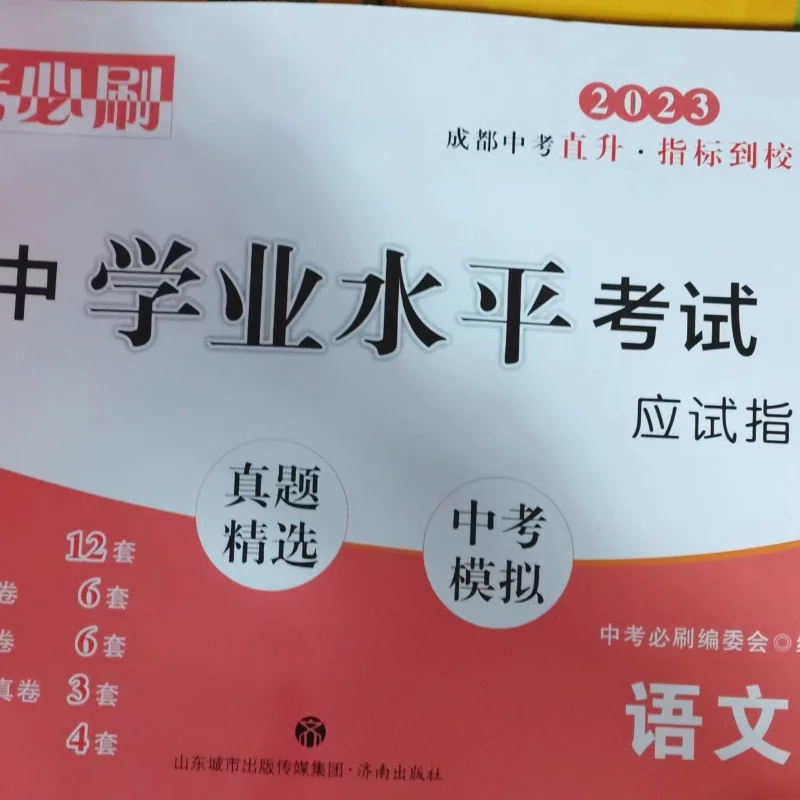 必刷
2023
成都中考直升·指标到校
中学业水平考试
应试指
真题
精选
中考
模拟
12套
卷 6套
卷 6套
真卷 3套
4套
中考必刷编委会◎
语文
山东城市出版传媒集团·济南出版社